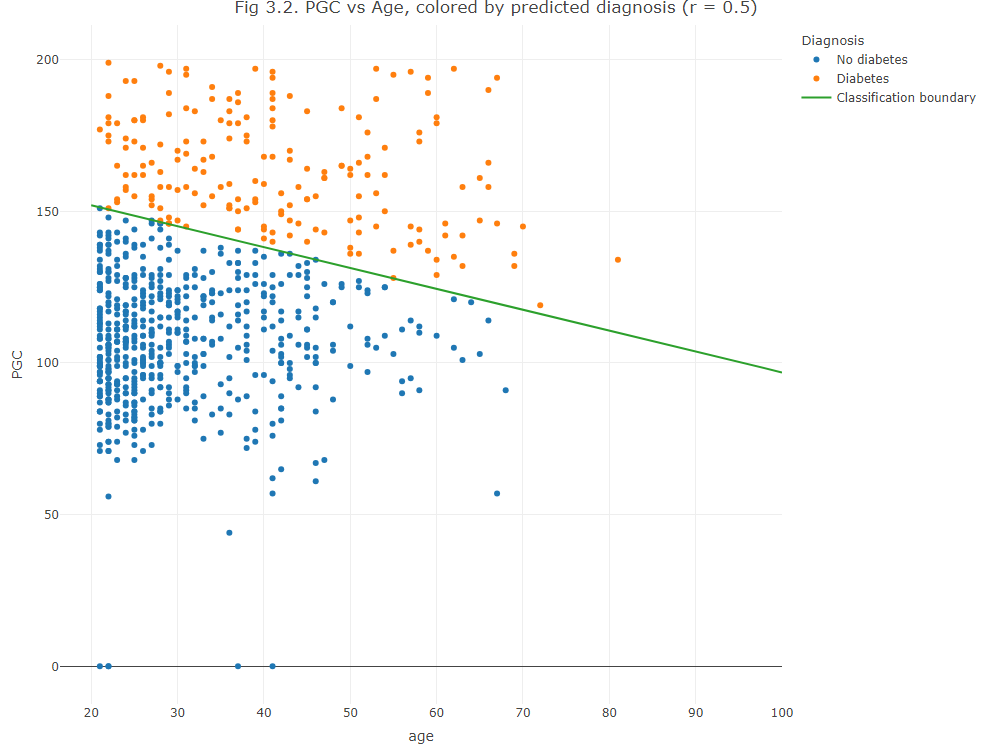 Fig 3.2. PGC vs Age, colored by predicted diagnosis (r = 0.5)
Diagnosis
No diabetes
Diabetes
Classification boundary
200
150
100
50
0
PGC
20 30 40 50 60 70 80 90 100
age